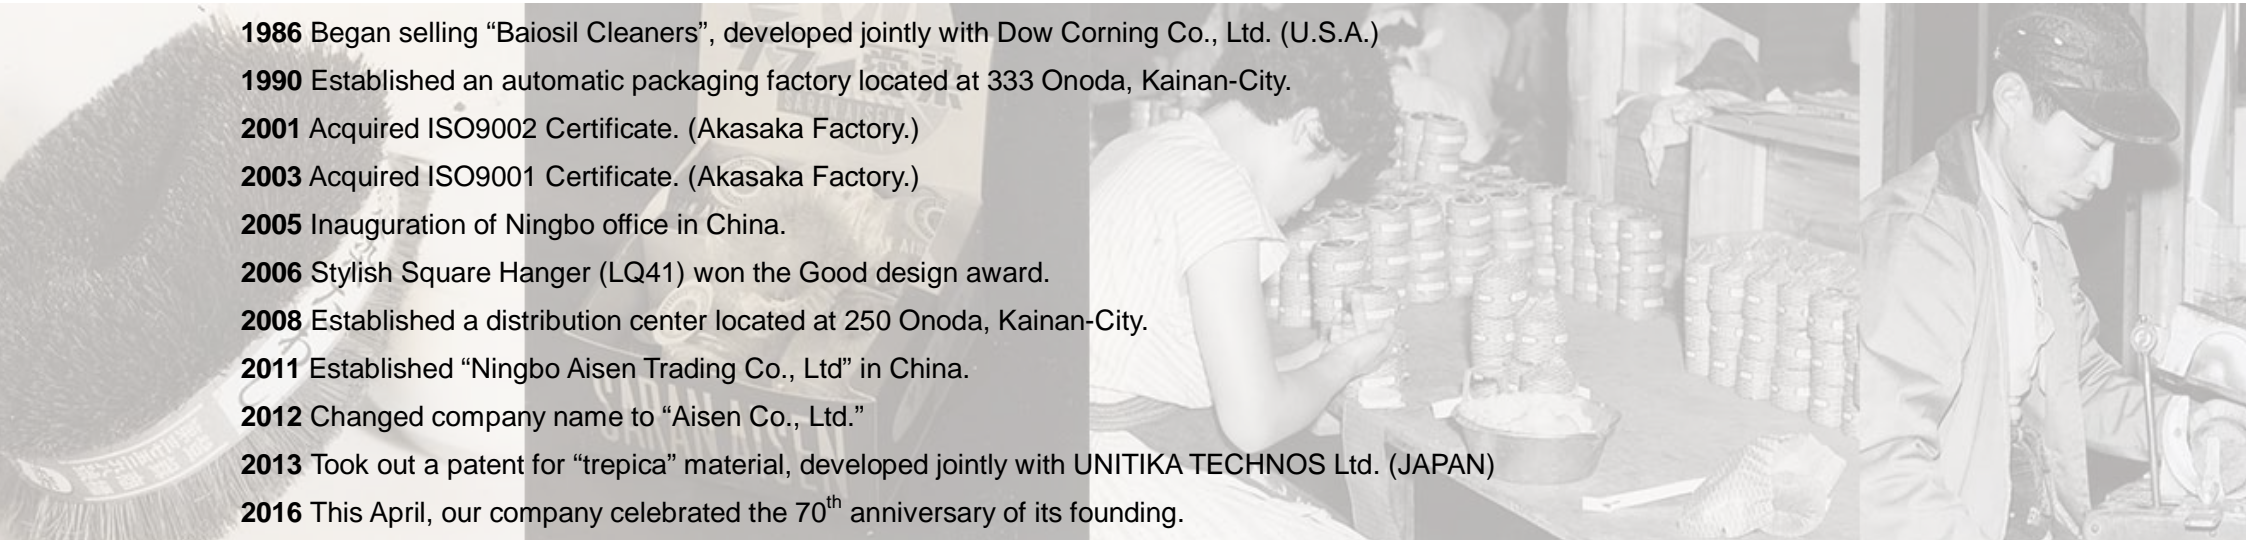 1986 Began selling “Baiosil Cleaners”, developed jointly with Dow Corning Co., Ltd. (U.S.A.)
1990 Established an automatic packaging factory located at 333 Onoda, Kainan-City.
2001 Acquired ISO9002 Certificate. (Akasaka Factory.)
2003 Acquired ISO9001 Certificate. (Akasaka Factory.)
2005 Inauguration of Ningbo office in China.
2006 Stylish Square Hanger (LQ41) won the Good design award.
2008 Established a distribution center located at 250 Onoda, Kainan-City.
2011 Established “Ningbo Aisen Trading Co., Ltd” in China.
2012 Changed company name to “Aisen Co., Ltd.”
SARAN AISEN
2013 Took out a patent for “trepica” material, developed jointly with UNITIKA TECHNOS Ltd. (JAPAN)
2016 This April, our company celebrated the 70th anniversary of its founding.